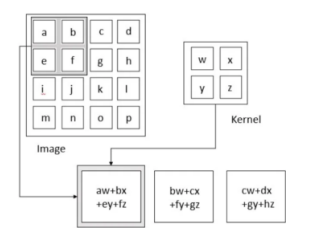 a b c d
e f g h
i j k l
m n o p
Image
w x
y z
Kernel
aw+bx
+ey+fz
bw+cx
+fy+gz
cw+dx
+gy+hz